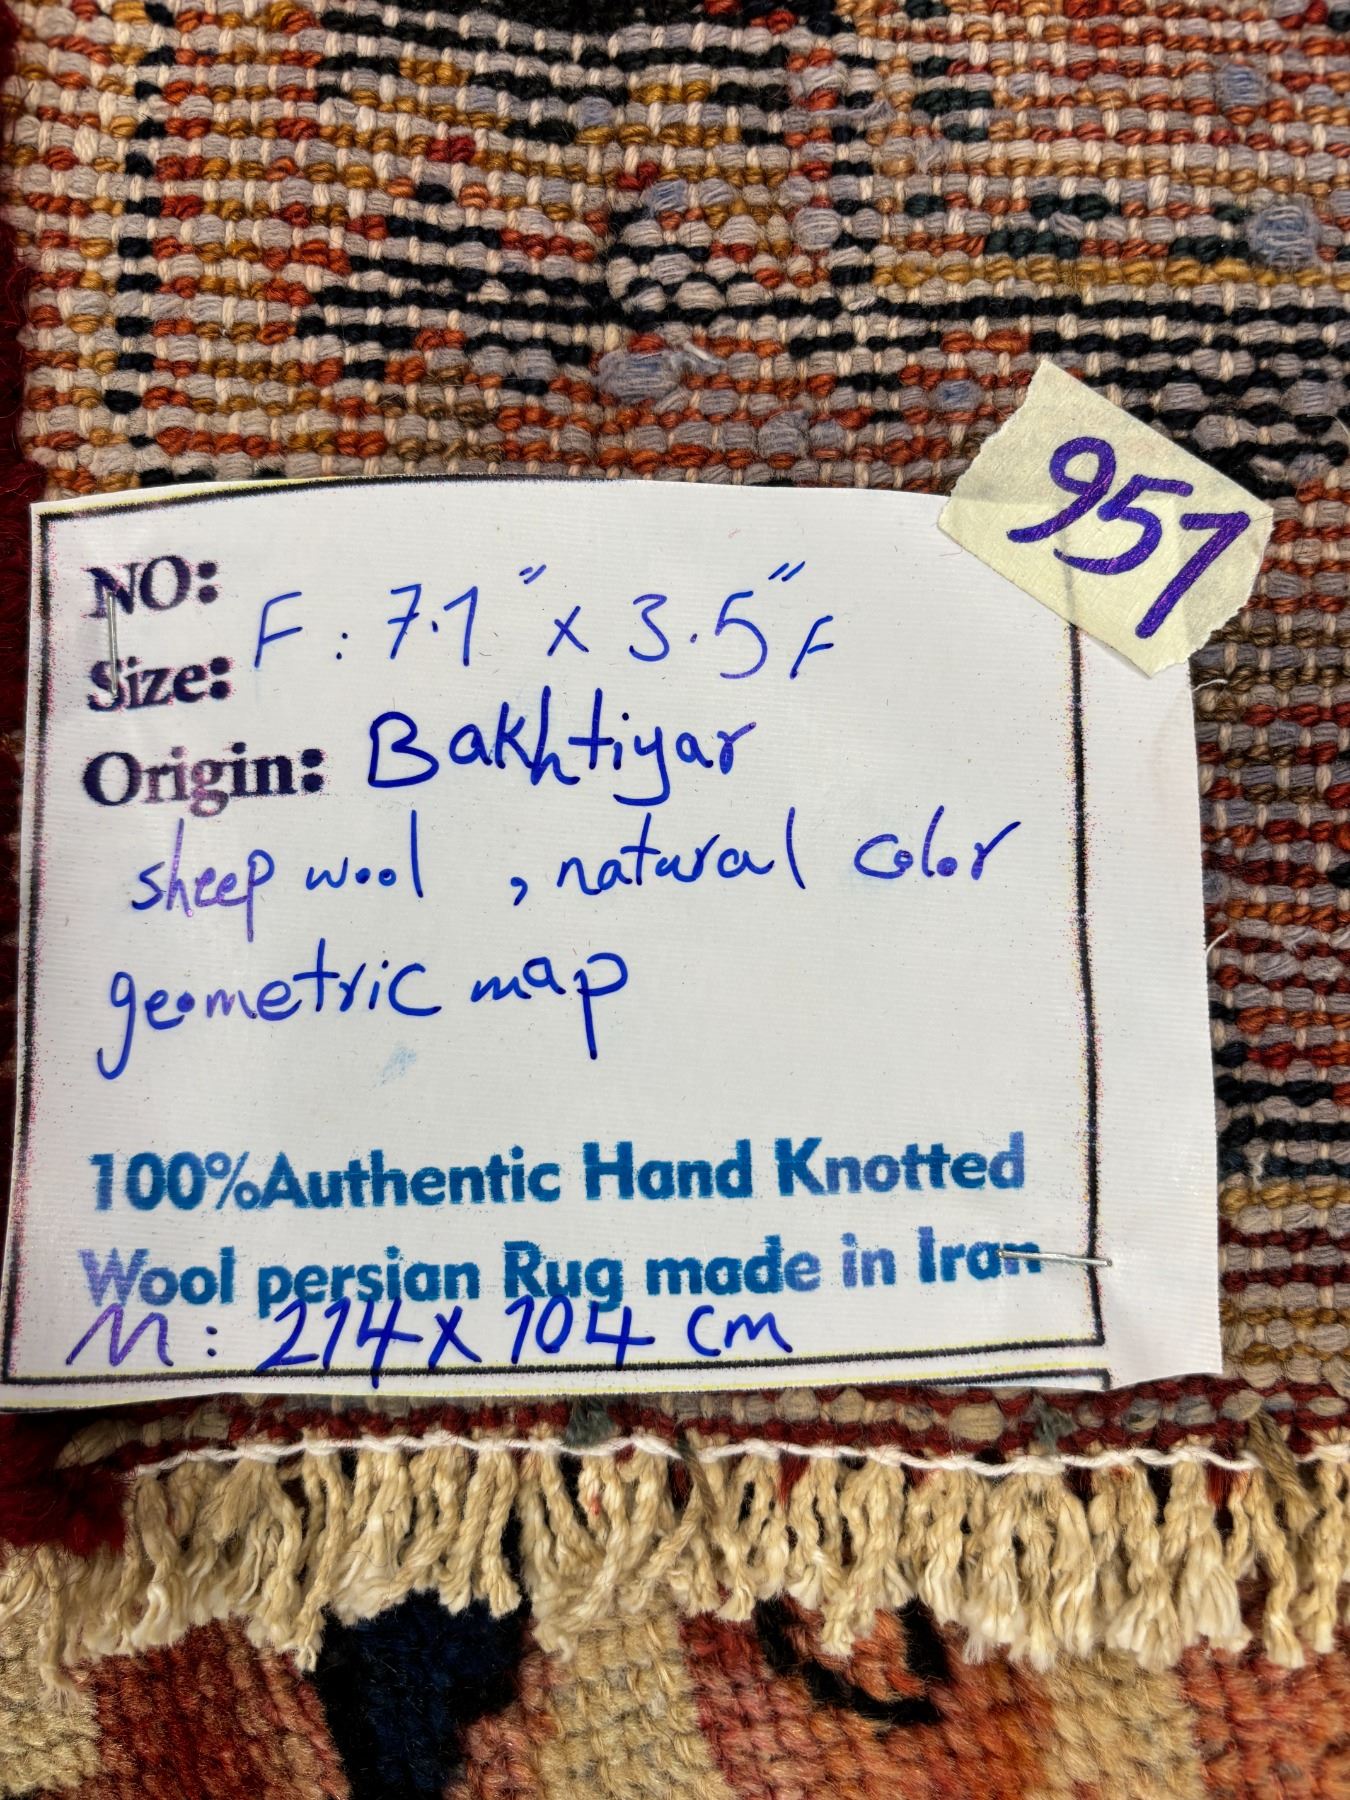 951
NO:
Size: F: 7.1" x 3.5" F
Origin: Bakhtiyar
sheep wool , natural color
geometric map
100%Authentic Hand Knotted
Wool persian Rug made in Iran
M: 214 x 104 cm